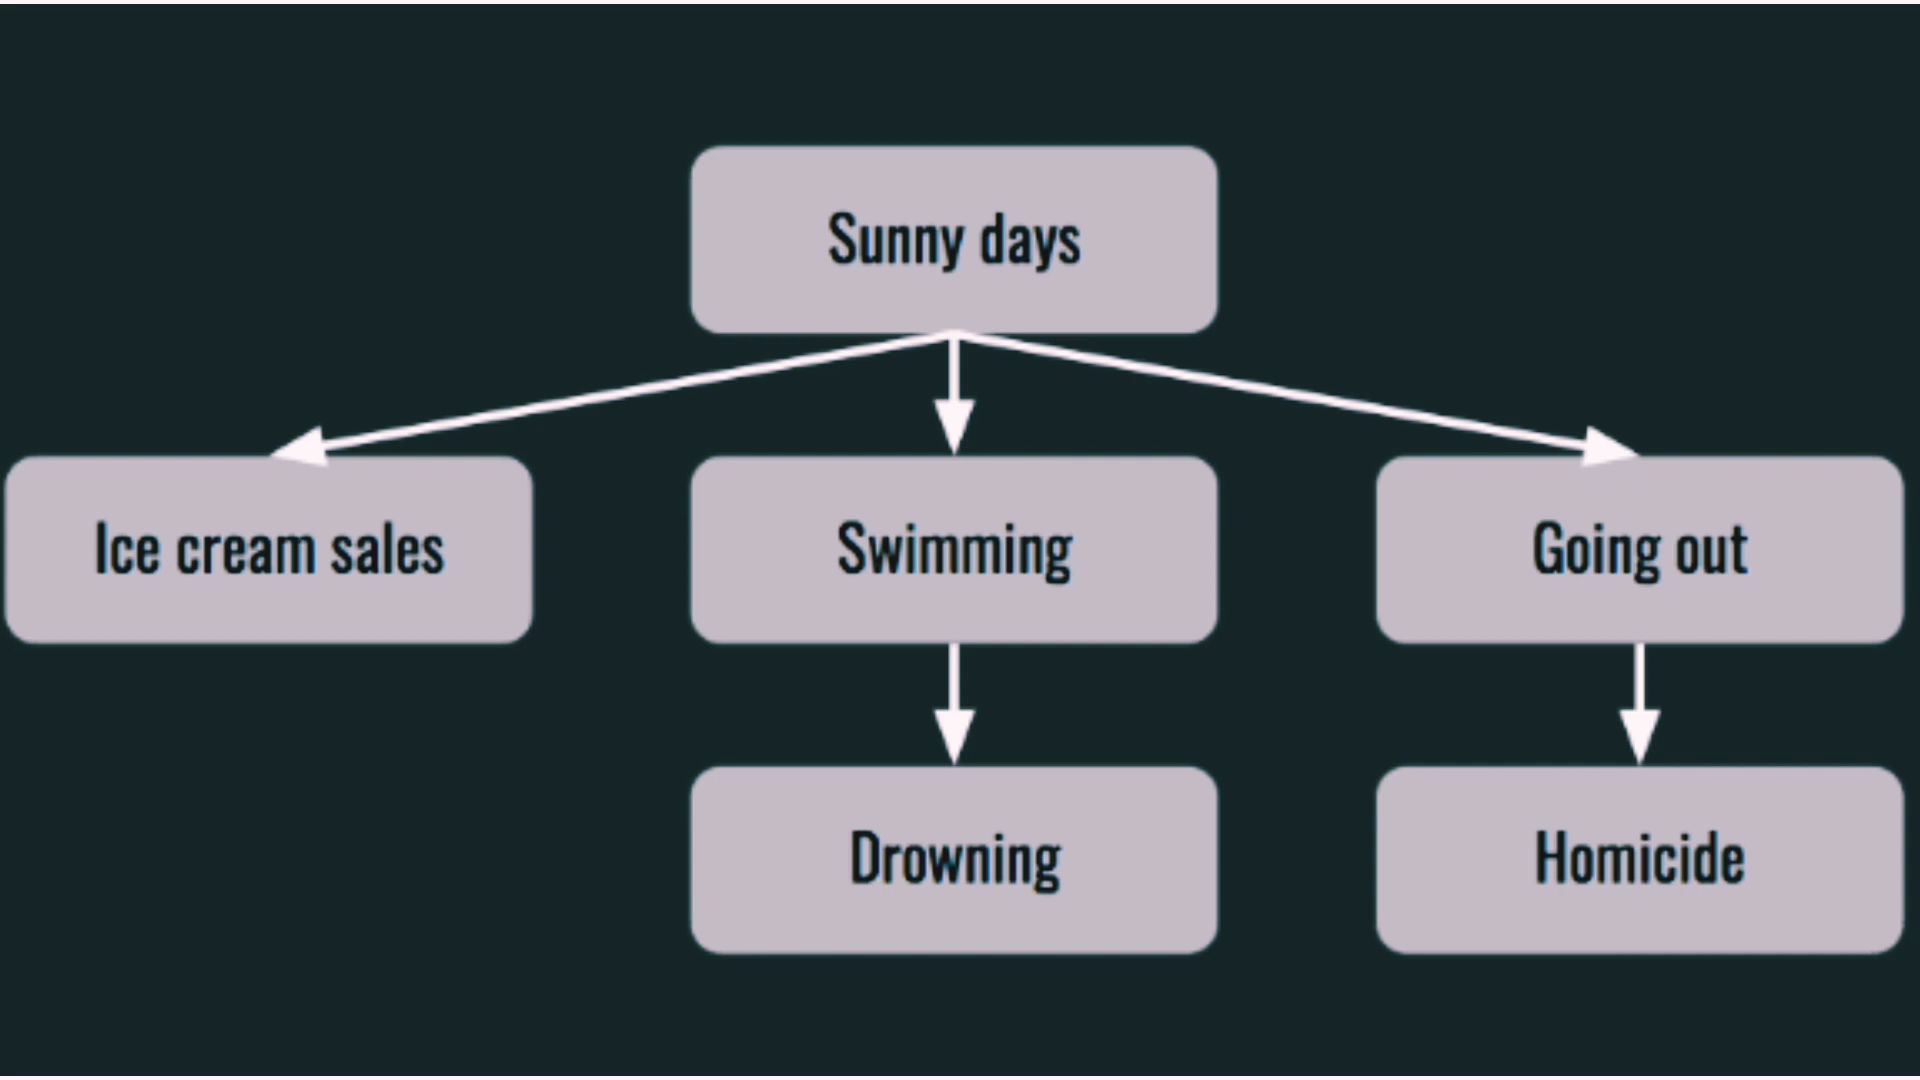 Sunny days
Ice cream sales
Swimming
Going out
Drowning
Homicide